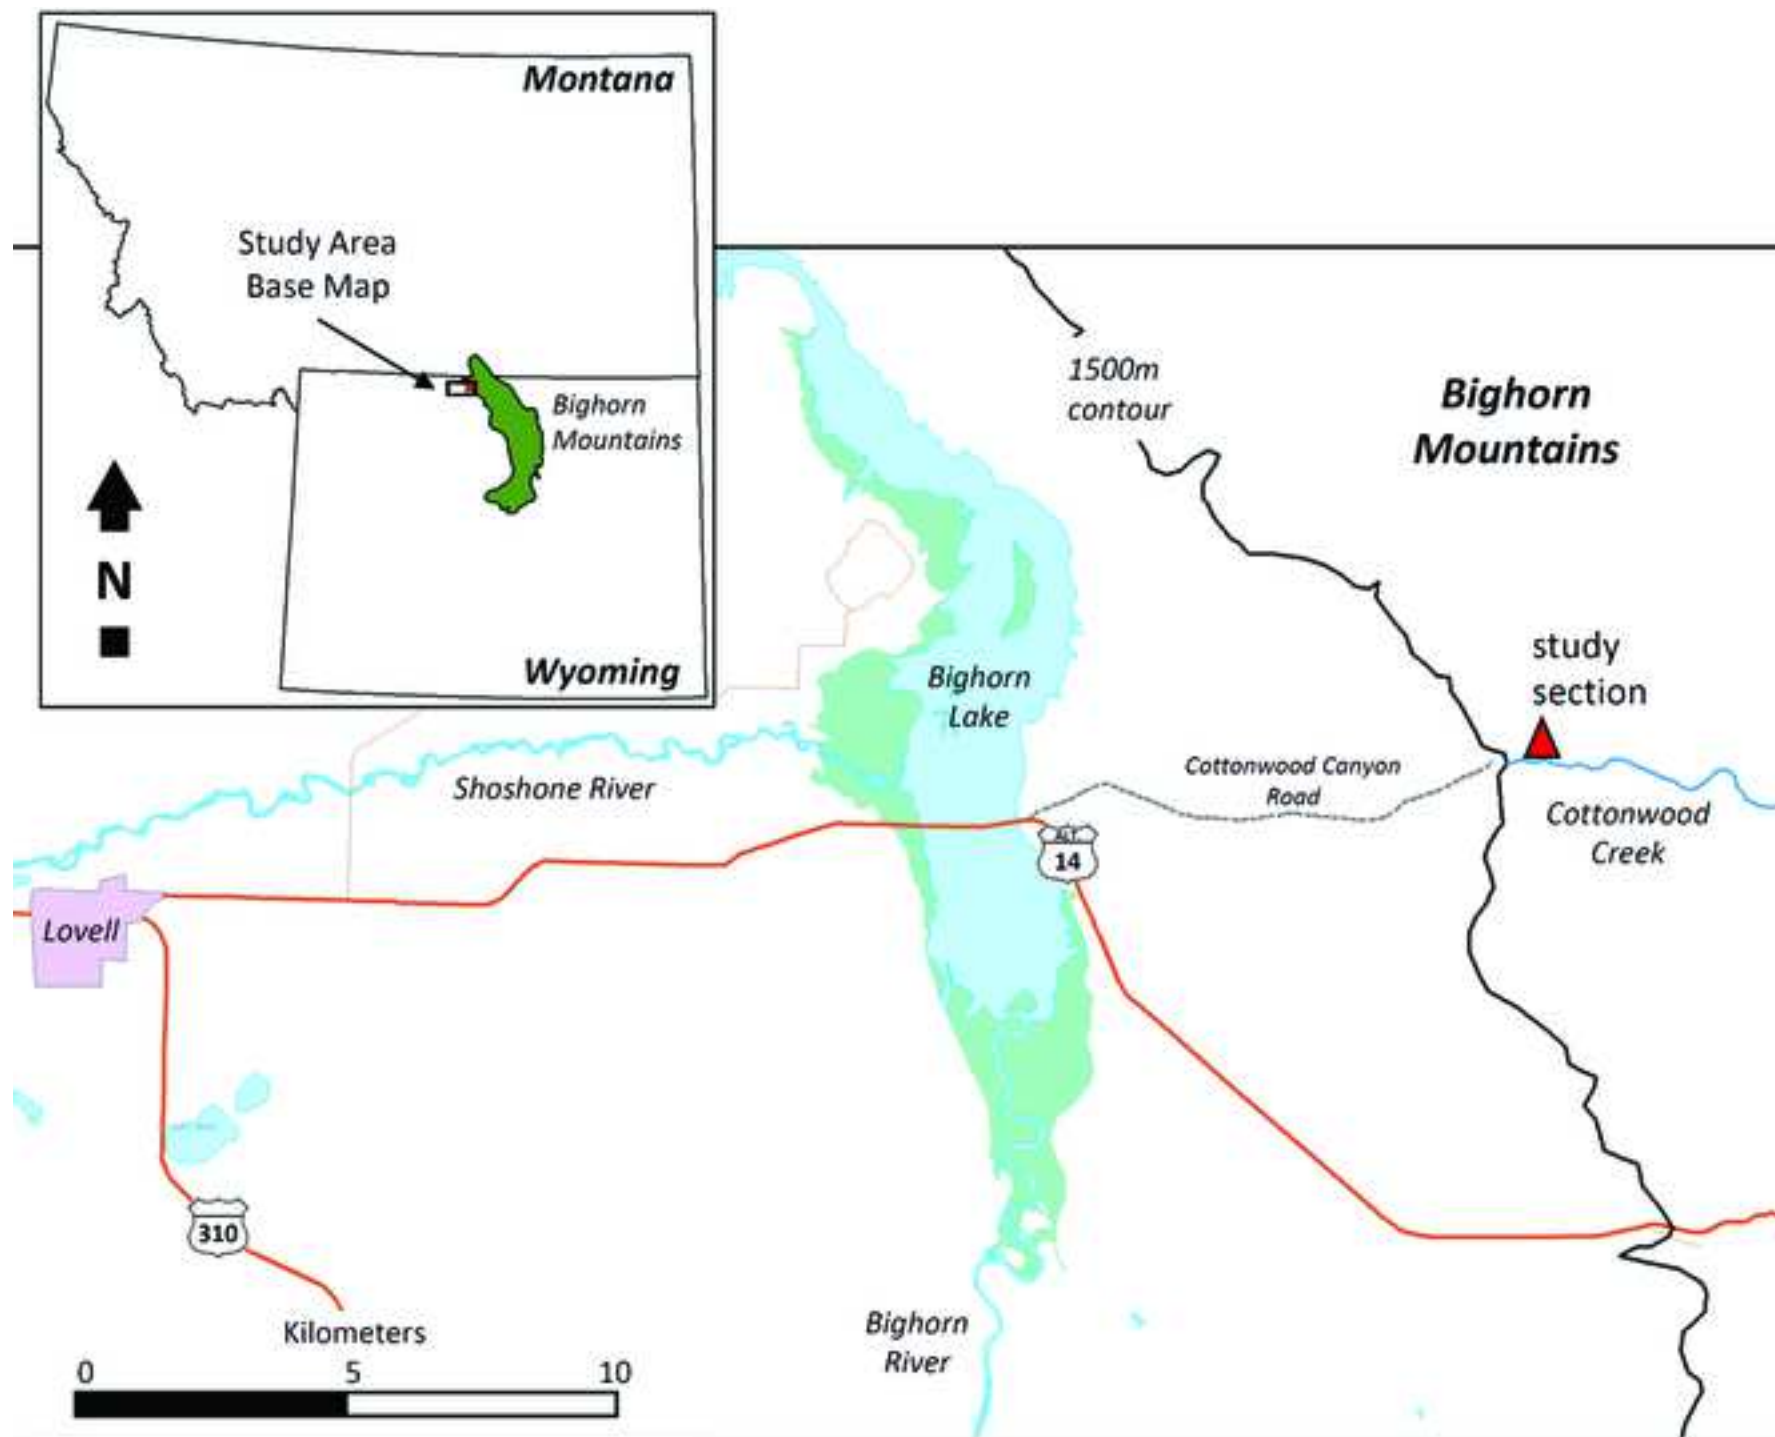 Montana
Study Area
Base Map
Bighorn
Mountains
N
Wyoming
1500m
contour
Bighorn
Mountains
study
section
Bighorn
Lake
Shoshone River
Cottonwood Canyon
Road
Cottonwood
Creek
ALT.
14
Lovell
310
Kilometers
0 5 10
Bighorn
River